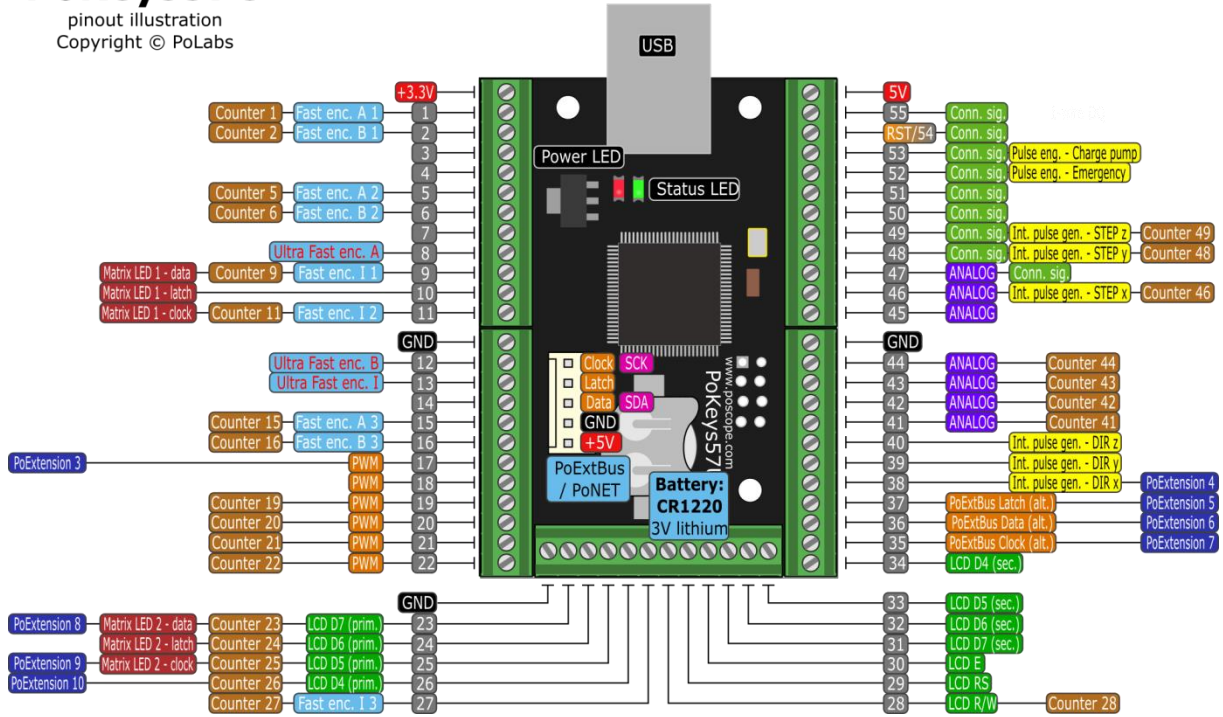 pinout illustration
Copyright © PoLabs
USB
+3.3V
Counter 1 Fast enc. A 1 1
Counter 2 Fast enc. B 1 2
3
4
Counter 5 Fast enc. A 2 5
Counter 6 Fast enc. B 2 6
7
Ultra Fast enc. A 8
Matrix LED 1 - data Counter 9 Fast enc. I 1 9
Matrix LED 1 - latch 10
Matrix LED 1 - clock Counter 11 Fast enc. I 2 11
GND
Ultra Fast enc. B 12
Ultra Fast enc. I 13
14
Counter 15 Fast enc. A 3 15
Counter 16 Fast enc. B 3 16
PoExtension 3 PWM 17
PWM 18
Counter 19 PWM 19
Counter 20 PWM 20
Counter 21 PWM 21
Counter 22 PWM 22
GND
PoExtension 8 Matrix LED 2 - data Counter 23 LCD D7 (prim.) 23
Matrix LED 2 - latch Counter 24 LCD D6 (prim.) 24
PoExtension 9 Matrix LED 2 - clock Counter 25 LCD D5 (prim.) 25
PoExtension 10 Counter 26 LCD D4 (prim.) 26
Counter 27 Fast enc. I 3 27
Power LED
Status LED
Clock SCK
Latch
Data SDA
GND
+5V
PoExtBus
/ PoNET
Battery:
CR1220
3V lithium
www.poscope.com
5V
55 Conn. sig.
RST/54 Conn. sig.
53 Conn. sig. Pulse eng. - Charge pump
52 Conn. sig. Pulse eng. - Emergency
51 Conn. sig.
50 Conn. sig.
49 Conn. sig. Int. pulse gen. - STEP z Counter 49
48 Conn. sig. Int. pulse gen. - STEP y Counter 48
47 ANALOG Conn. sig.
46 ANALOG Int. pulse gen. - STEP x Counter 46
45 ANALOG
GND
44 ANALOG Counter 44
43 ANALOG Counter 43
42 ANALOG Counter 42
41 ANALOG Counter 41
40 Int. pulse gen. - DIR z
39 Int. pulse gen. - DIR y
38 Int. pulse gen. - DIR x PoExtension 4
37 PoExtBus Latch (alt.) PoExtension 5
36 PoExtBus Data (alt.) PoExtension 6
35 PoExtBus Clock (alt.) PoExtension 7
34 LCD D4 (sec.)
33 LCD D5 (sec.)
32 LCD D6 (sec.)
31 LCD D7 (sec.)
30 LCD E
29 LCD RS
28 LCD R/W Counter 28